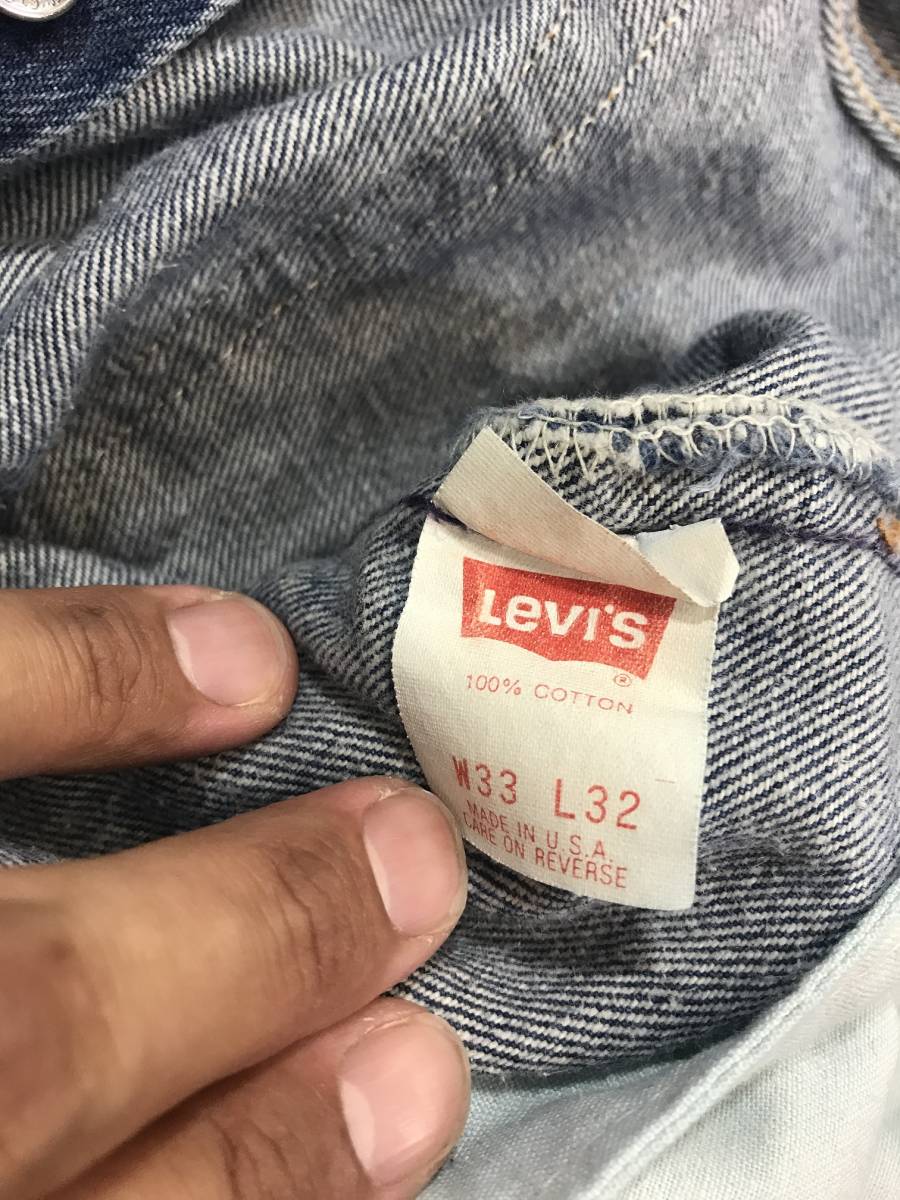 LEVI'S
®
100% COTTON
W33 L32
MADE IN U.S.A.
CARE ON REVERSE